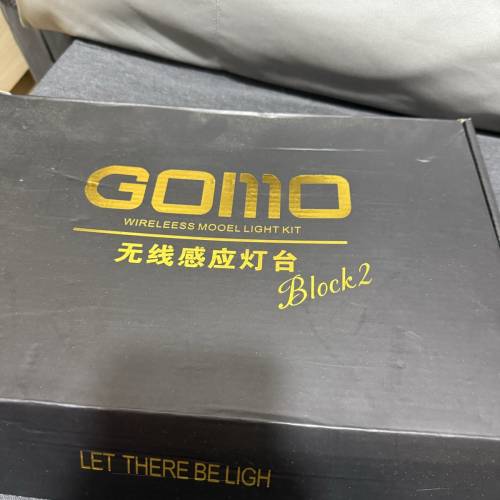 GOMO
WIRELEESS MOOEL LIGHT KIT
无线感应灯台
Block2
LET THERE BE LIGH